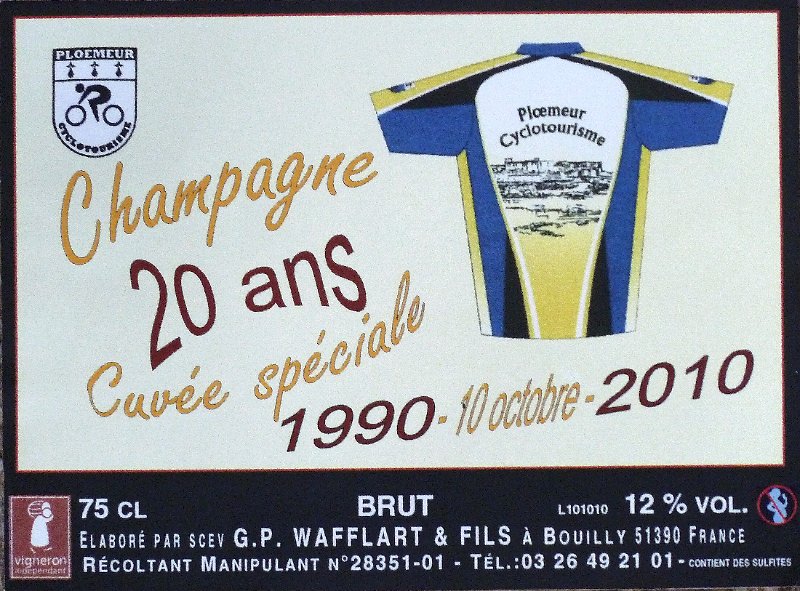 PLOEMEUR
CYCLOTOURISME
Plœmeur
Cyclotourisme
Champagne
20 ans
Cuvée spéciale
1990 - 10 octobre - 2010
75 CL BRUT L101010 12 % VOL.
ELABORÉ PAR SCEV G.P. WAFFLART & FILS À BOUILLY 51390 FRANCE
RÉCOLTANT MANIPULANT N°28351-01 - TÉL.:03 26 49 21 01 - CONTIENT DES SULFITES
vigneron
indépendant